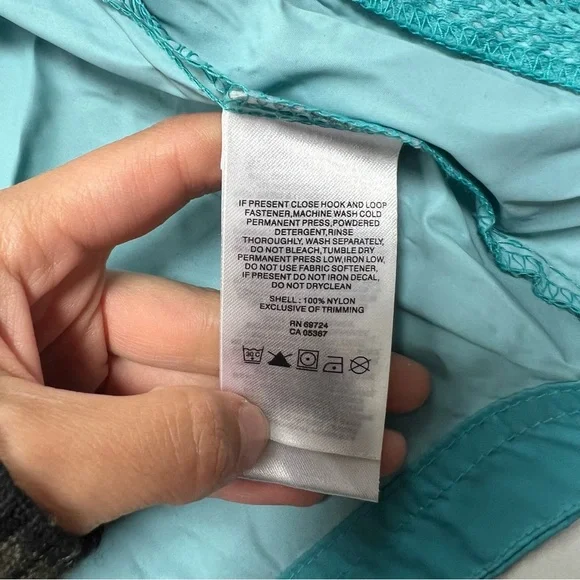 IF PRESENT CLOSE HOOK AND LOOP
FASTENER,MACHINE WASH COLD
PERMANENT PRESS,POWDERED
DETERGENT,RINSE
THOROUGHLY, WASH SEPARATELY,
DO NOT BLEACH,TUMBLE DRY
PERMANENT PRESS LOW,IRON LOW,
DO NOT USE FABRIC SOFTENER,
IF PRESENT DO NOT IRON DECAL,
DO NOT DRYCLEAN
SHELL : 100% NYLON
EXCLUSIVE OF TRIMMING
RN 69724
CA 05367
30°C